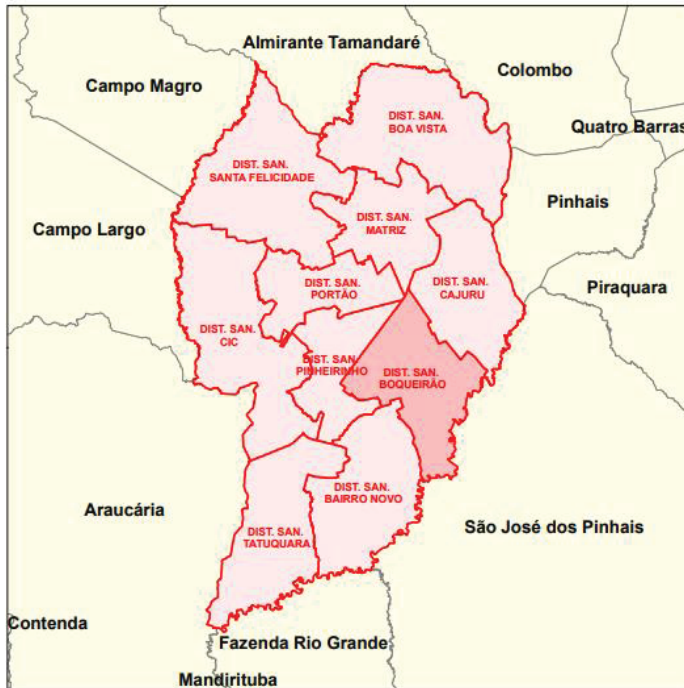 Almirante Tamandaré
Colombo
Campo Magro
DIST. SAN.
BOA VISTA
Quatro Barras
DIST. SAN.
SANTA FELICIDADE
Pinhais
DIST. SAN.
MATRIZ
Campo Largo
DIST. SAN.
CAJURU
Piraquara
DIST. SAN.
PORTÃO
DIST. SAN.
CIC
DIST. SAN.
PINHEIRINHO
DIST. SAN.
BOQUEIRÃO
DIST. SAN.
BAIRRO NOVO
Araucária
São José dos Pinhais
DIST. SAN.
TATUQUARA
Contenda
Fazenda Rio Grande
Mandirituba